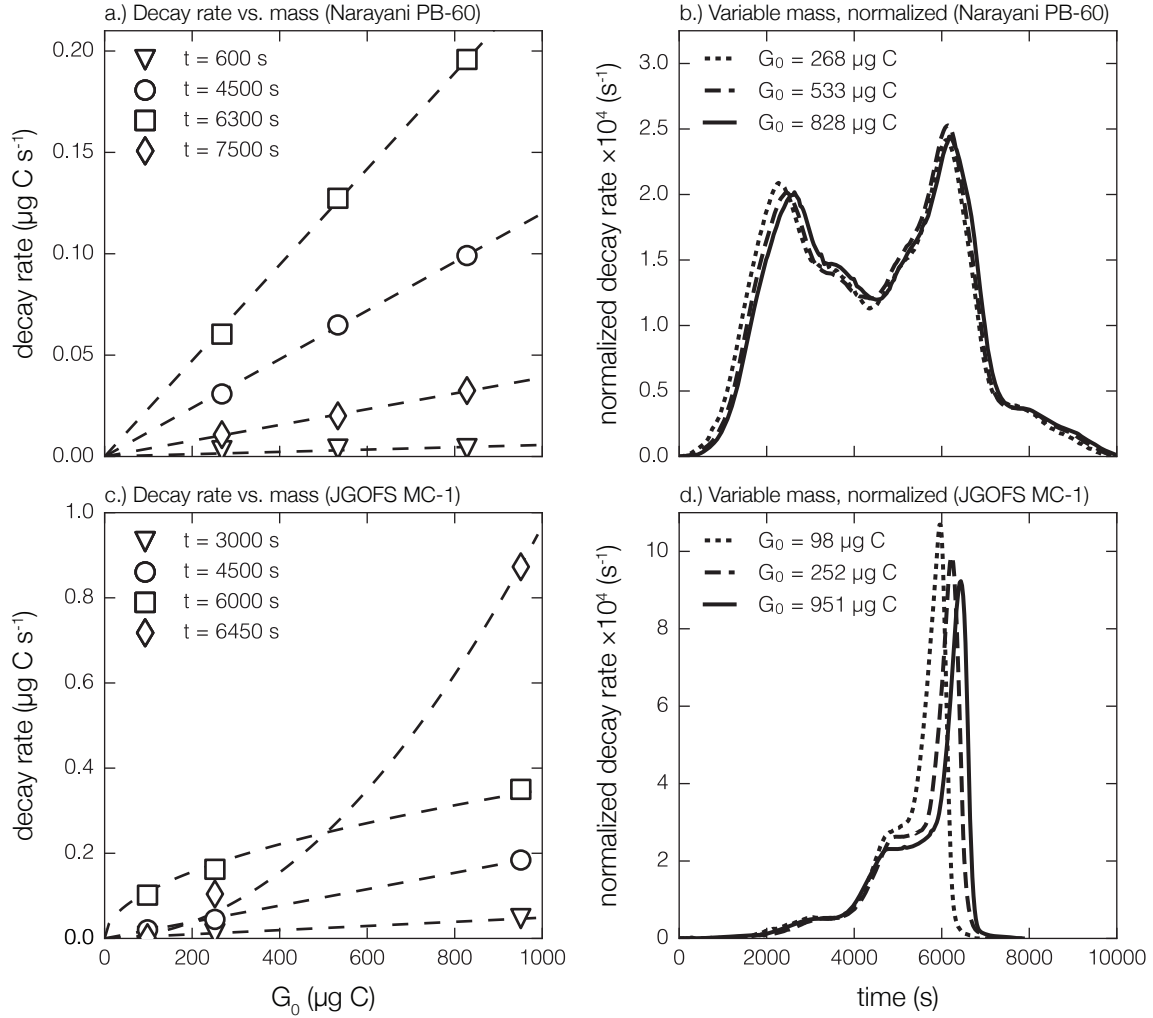 a.) Decay rate vs. mass (Narayani PB-60)
0.20
0.15
0.10
0.05
0.00
decay rate (µg C s⁻¹)
t = 600 s
t = 4500 s
t = 6300 s
t = 7500 s
b.) Variable mass, normalized (Narayani PB-60)
3.0
2.5
2.0
1.5
1.0
0.5
0.0
normalized decay rate ×10⁴ (s⁻¹)
G₀ = 268 µg C
G₀ = 533 µg C
G₀ = 828 µg C
c.) Decay rate vs. mass (JGOFS MC-1)
1.0
0.8
0.6
0.4
0.2
0.0
decay rate (µg C s⁻¹)
t = 3000 s
t = 4500 s
t = 6000 s
t = 6450 s
0 200 400 600 800 1000
G₀ (µg C)
d.) Variable mass, normalized (JGOFS MC-1)
10
8
6
4
2
0
normalized decay rate ×10⁴ (s⁻¹)
G₀ = 98 µg C
G₀ = 252 µg C
G₀ = 951 µg C
0 2000 4000 6000 8000 10000
time (s)